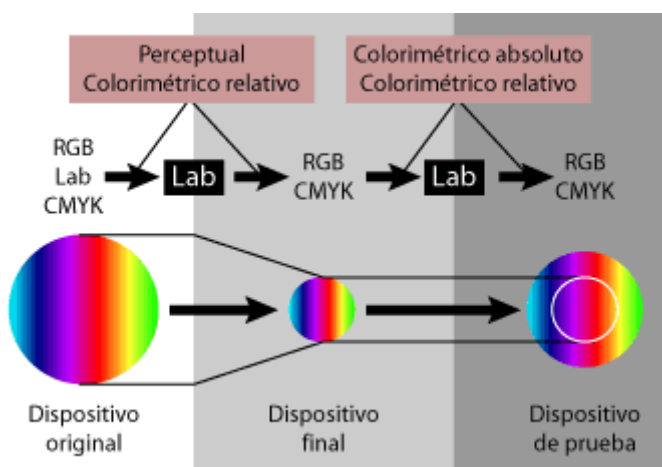 Perceptual
Colorimétrico relativo
Colorimétrico absoluto
Colorimétrico relativo
RGB
Lab
CMYK
Lab
RGB
CMYK
Lab
RGB
CMYK
Dispositivo
original
Dispositivo
final
Dispositivo
de prueba